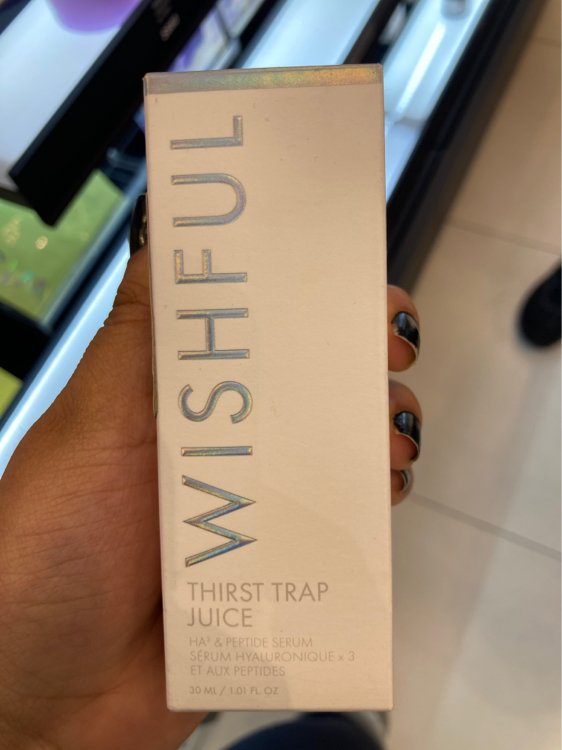 WISHFUL
THIRST TRAP
JUICE
HA³ & PEPTIDE SERUM
SÉRUM HYALURONIQUE x 3
ET AUX PEPTIDES
30 ML / 1.01 FL OZ